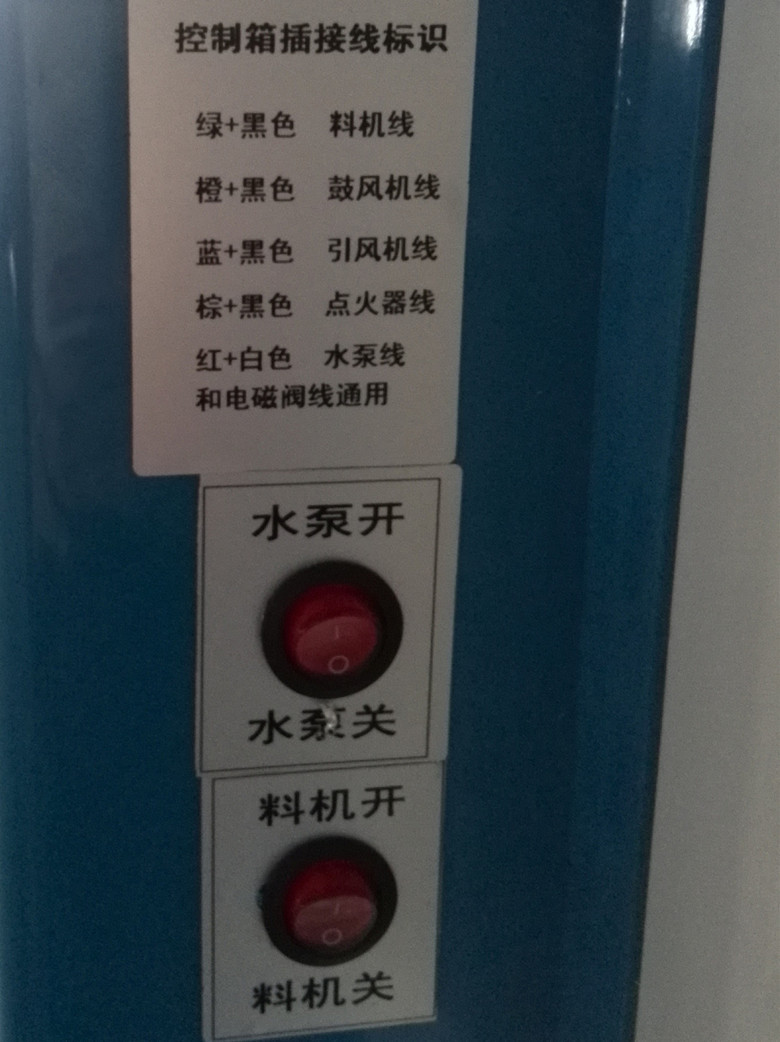 控制箱插接线标识
绿+黑色 料机线
橙+黑色 鼓风机线
蓝+黑色 引风机线
棕+黑色 点火器线
红+白色 水泵线
和电磁阀线通用
水泵开
水泵关
料机开
料机关